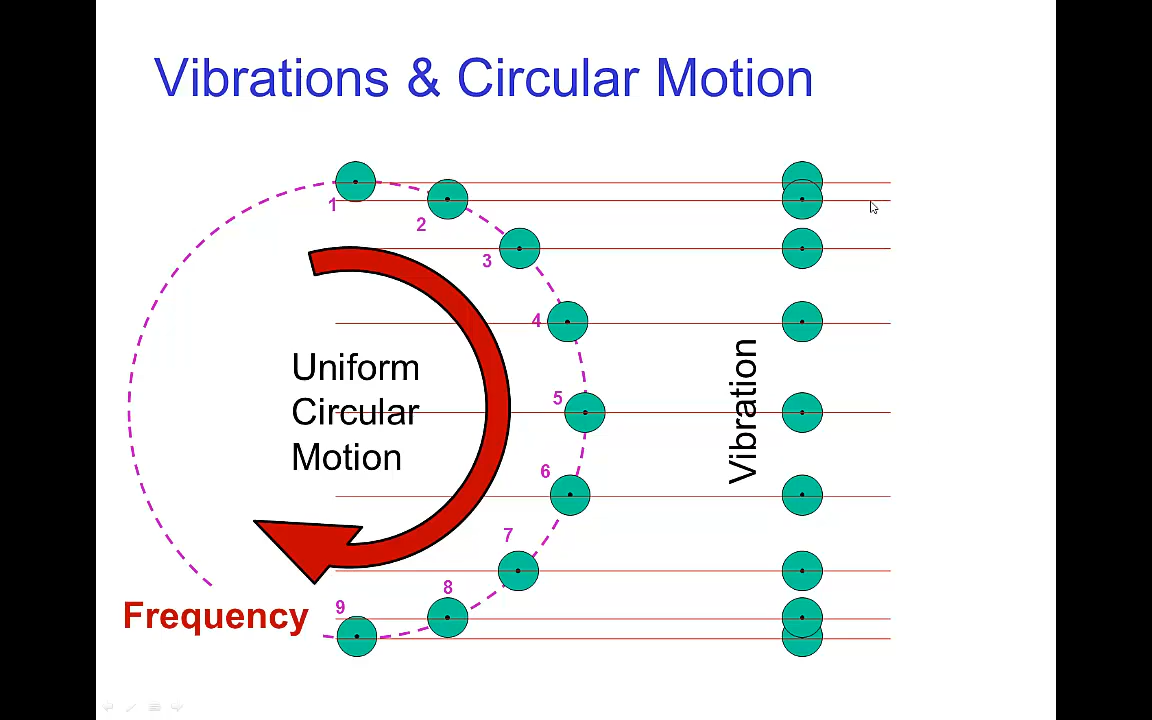 Vibrations & Circular Motion
1
2
3
4
5
6
7
8
9
Uniform
Circular
Motion
Vibration
Frequency